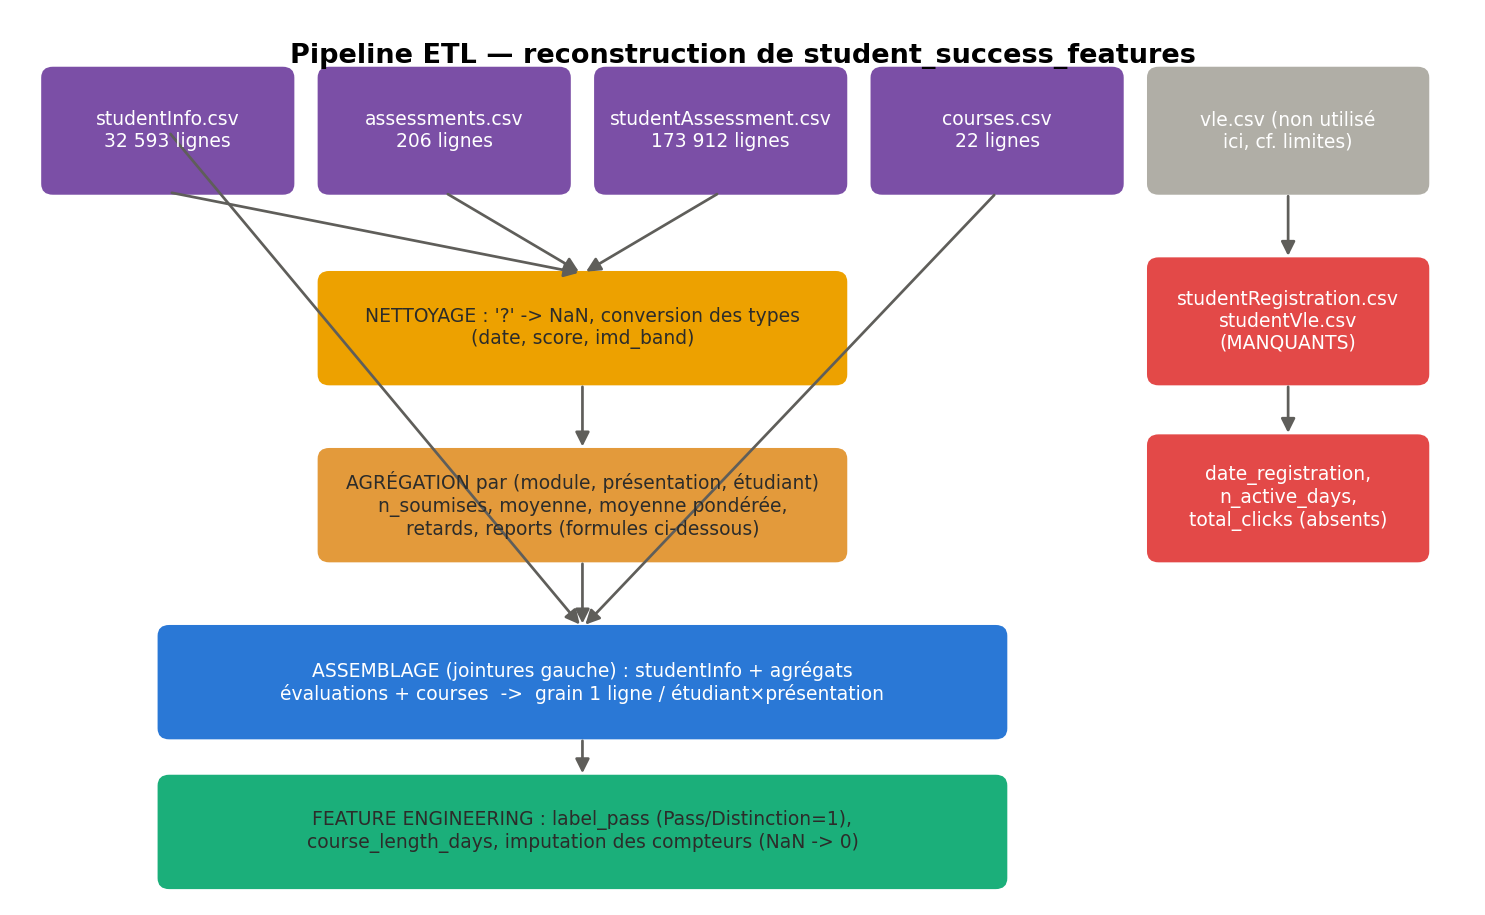 Pipeline ETL — reconstruction de student_success_features
studentInfo.csv
32 593 lignes
assessments.csv
206 lignes
studentAssessment.csv
173 912 lignes
courses.csv
22 lignes
vle.csv (non utilisé
ici, cf. limites)
NETTOYAGE : '?' -> NaN, conversion des types
(date, score, imd_band)
studentRegistration.csv
studentVle.csv
(MANQUANTS)
AGRÉGATION par (module, présentation, étudiant)
n_soumises, moyenne, moyenne pondérée,
retards, reports (formules ci-dessous)
date_registration,
n_active_days,
total_clicks (absents)
ASSEMBLAGE (jointures gauche) : studentInfo + agrégats
évaluations + courses  ->  grain 1 ligne / étudiant×présentation
FEATURE ENGINEERING : label_pass (Pass/Distinction=1),
course_length_days, imputation des compteurs (NaN -> 0)